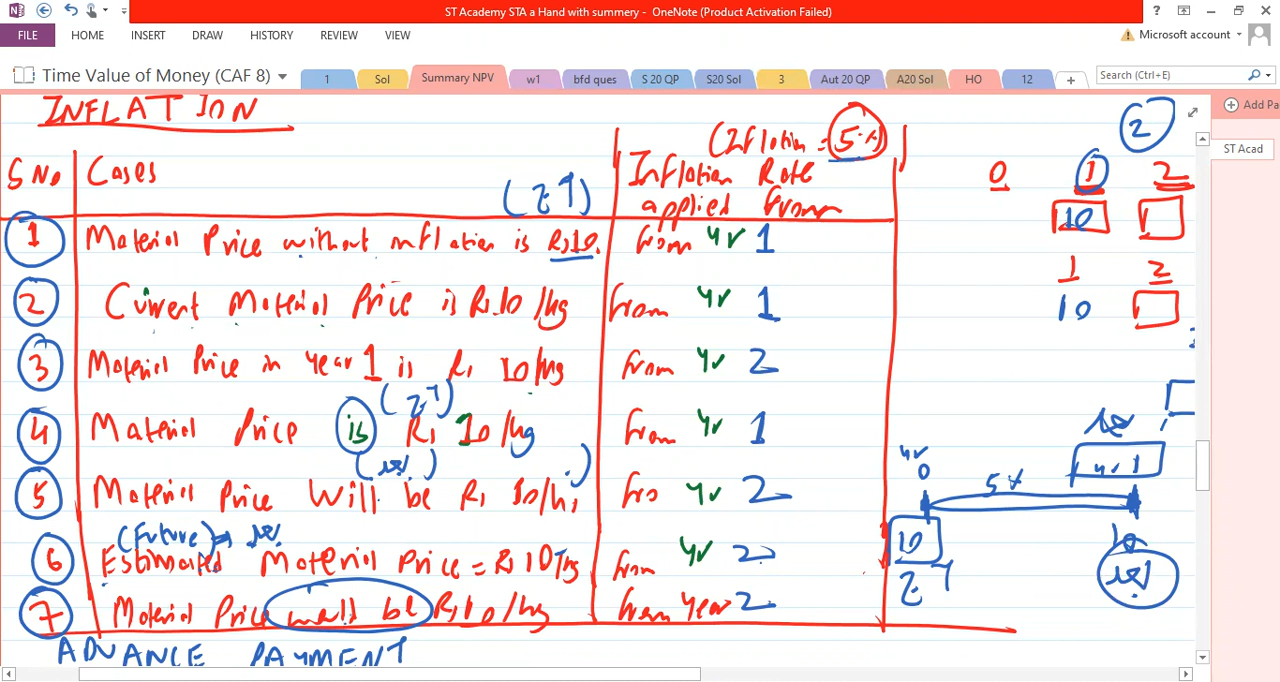 ST Academy STA a Hand with summery - OneNote (Product Activation Failed)
FILE HOME INSERT DRAW HISTORY REVIEW VIEW Microsoft account
Time Value of Money (CAF 8) 1 Sol Summary NPV w1 bfd ques S 20 QP S20 Sol 3 Aut 20 QP A20 Sol HO 12 Search (Ctrl+E)
Add Pa
ST Acad
INFLATION
(Inflation = 5%)
2
S No Cases Inflation Rate applied from
0 1 2
1 Material Price without inflation is Rs10. from yr 1
10
2 Current Material Price is Rs.10/kg from yr 1
1 2
10
3 Material Price in year 1 is Rs 10/kg from yr 2
4 Material Price is Rs 10/kg from yr 1
5 Material Price will be Rs 10/kg fro yr 2
yr 0 5% yr 1
(Future)
6 Estimated Material Price = Rs 10/kg from yr 2
10
7 Material Price would be Rs10/kg from year 2
ADVANCE PAYMENT